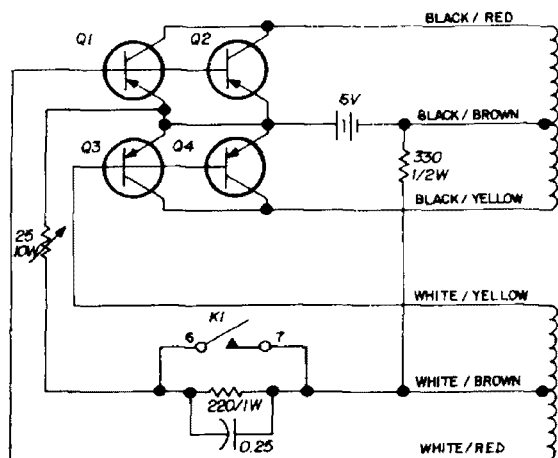 BLACK/RED
Q1
Q2
6V
BLACK/BROWN
Q3
Q4
330
1/2W
BLACK/YELLOW
25
10W
WHITE/YELLOW
K1
6
7
WHITE/BROWN
220/1W
0.25
WHITE/RED